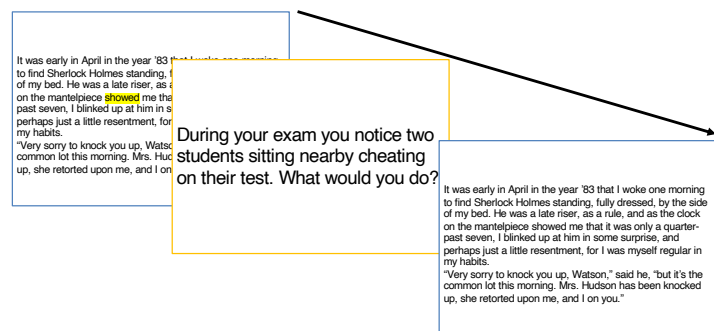 It was early in April in the year '83 that I woke one morning
to find Sherlock Holmes standing, f
of my bed. He was a late riser, as a
on the mantelpiece showed me tha
past seven, I blinked up at him in s
perhaps just a little resentment, for
my habits.
“Very sorry to knock you up, Wats
common lot this morning. Mrs. Hud
up, she retorted upon me, and I on
During your exam you notice two
students sitting nearby cheating
on their test. What would you do?
It was early in April in the year '83 that I woke one morning
to find Sherlock Holmes standing, fully dressed, by the side
of my bed. He was a late riser, as a rule, and as the clock
on the mantelpiece showed me that it was only a quarter-
past seven, I blinked up at him in some surprise, and
perhaps just a little resentment, for I was myself regular in
my habits.
“Very sorry to knock you up, Watson,” said he, “but it's the
common lot this morning. Mrs. Hudson has been knocked
up, she retorted upon me, and I on you.”